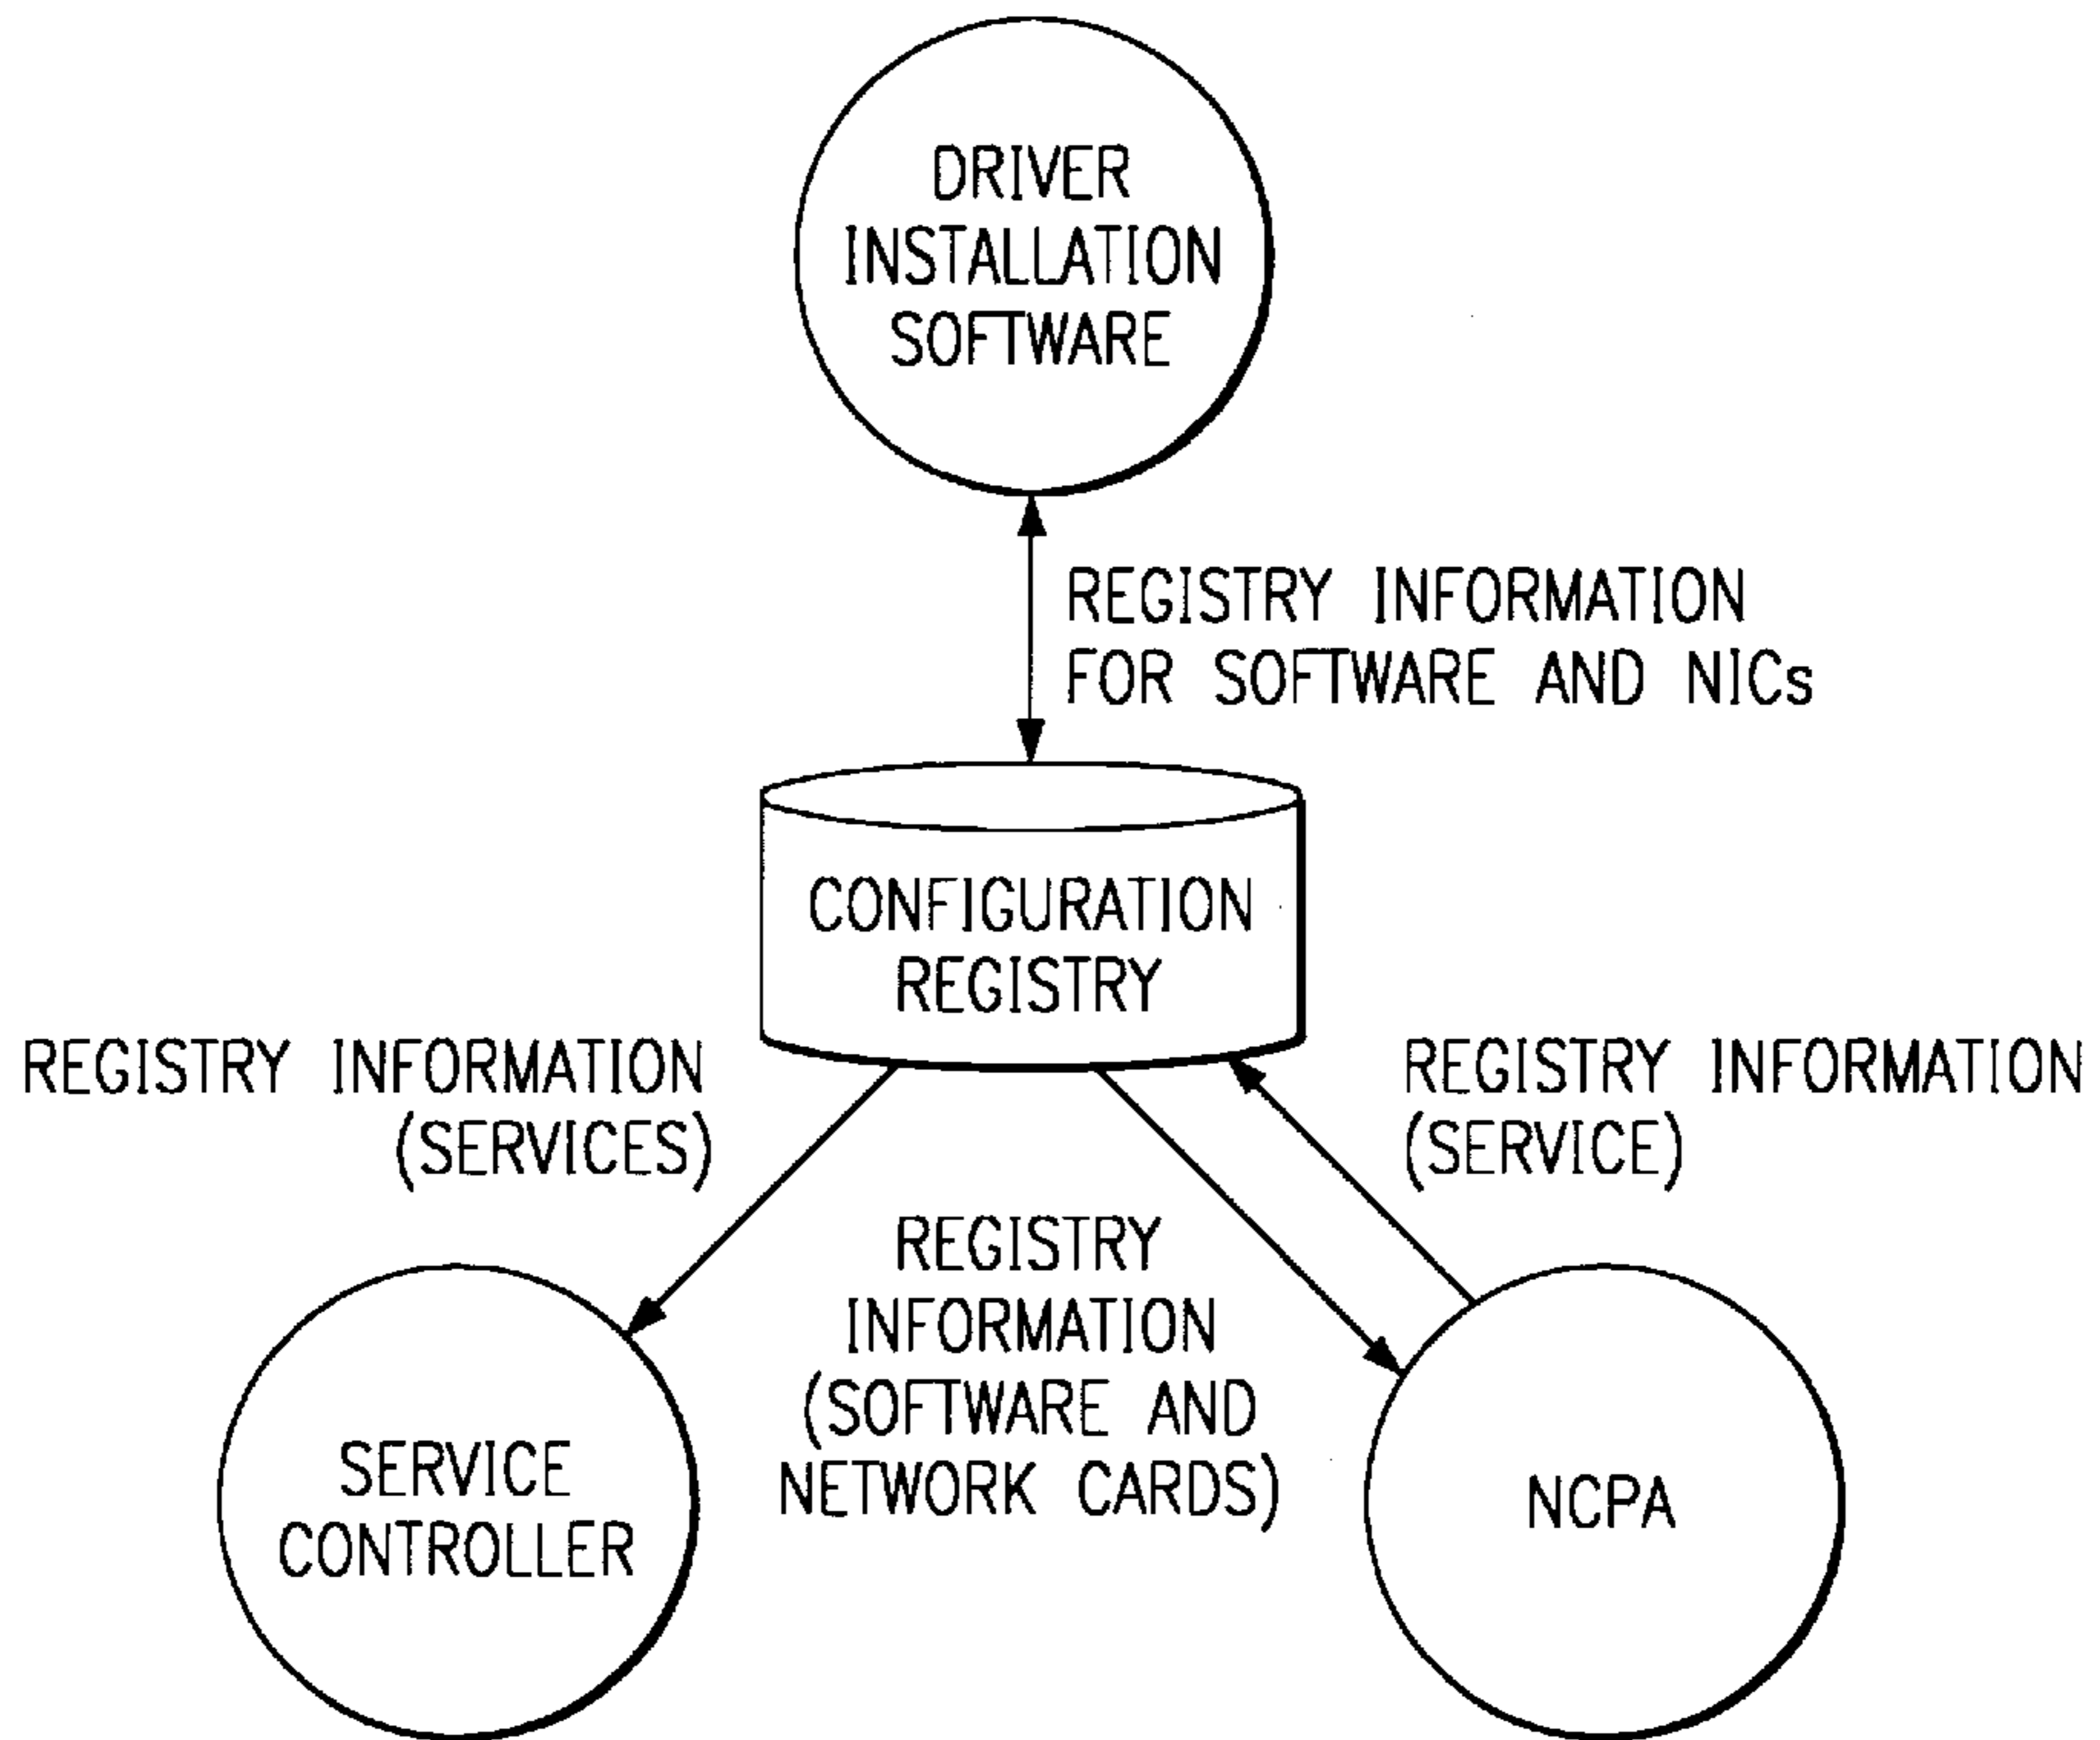 DRIVER
INSTALLATION
SOFTWARE
REGISTRY INFORMATION
FOR SOFTWARE AND NICs
CONFIGURATION
REGISTRY
REGISTRY INFORMATION
(SERVICES)
REGISTRY INFORMATION
(SERVICE)
REGISTRY
INFORMATION
(SOFTWARE AND
NETWORK CARDS)
SERVICE
CONTROLLER
NCPA